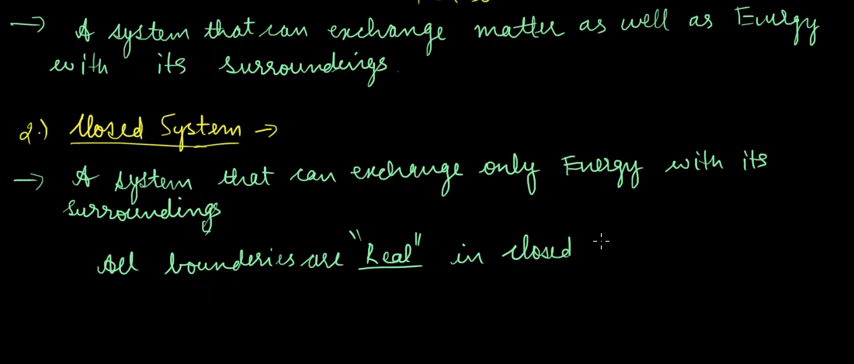 → A system that can exchange matter as well as Energy
with its surroundings.
2.) Closed System →
→ A system that can exchange only Energy with its
surroundings
All bounderies are "Real" in closed